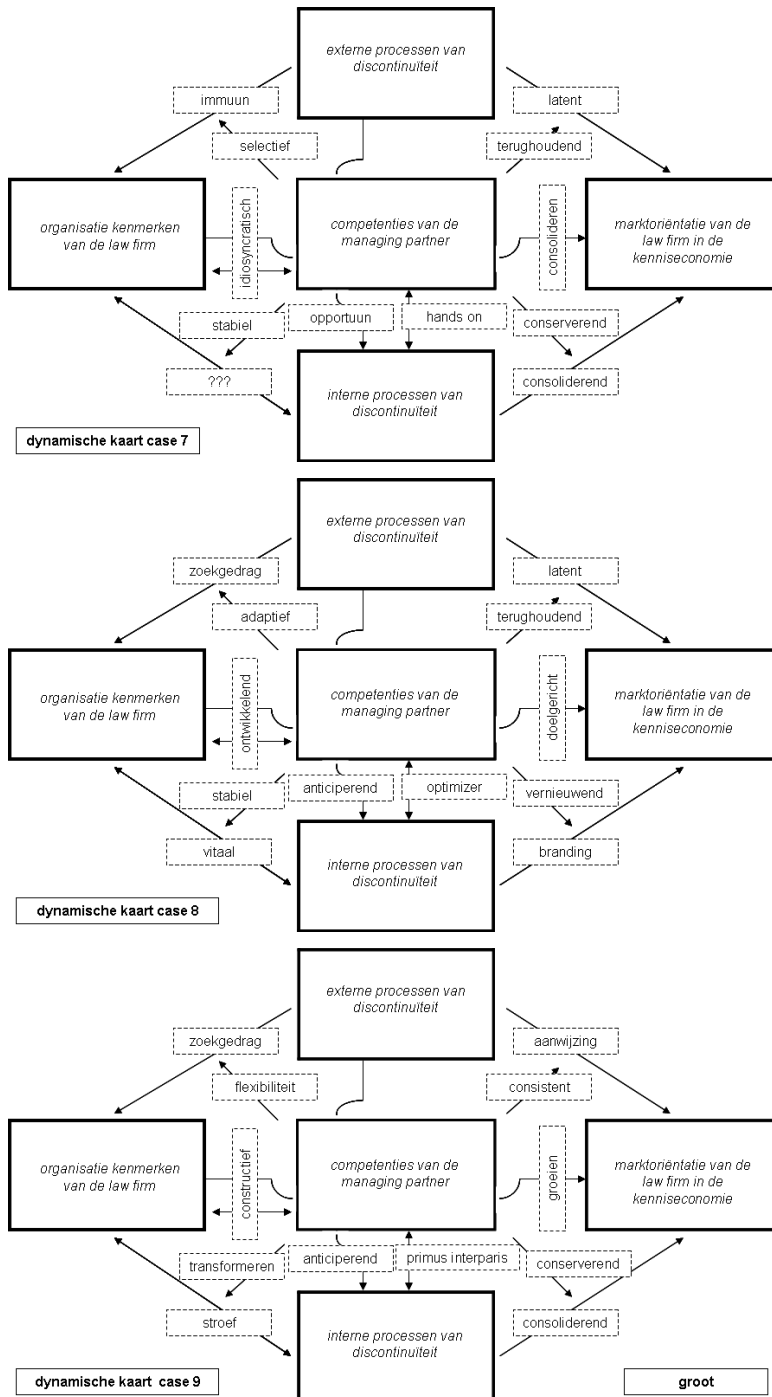 externe processen van
discontinuïteit
immuun
latent
selectief
terughoudend
organisatie kenmerken
van de law firm
idiosyncratisch
competenties van de
managing partner
consolideren
marktoriëntatie van de
law firm in de
kenniseconomie
stabiel
opportuun
hands on
conserverend
???
interne processen van
discontinuïteit
consoliderend
dynamische kaart case 7
externe processen van
discontinuïteit
zoekgedrag
latent
adaptief
terughoudend
organisatie kenmerken
van de law firm
ontwikkelend
competenties van de
managing partner
doelgericht
marktoriëntatie van de
law firm in de
kenniseconomie
stabiel
anticiperend
optimizer
vernieuwend
vitaal
interne processen van
discontinuïteit
branding
dynamische kaart case 8
externe processen van
discontinuïteit
zoekgedrag
aanwijzing
flexibiliteit
consistent
organisatie kenmerken
van de law firm
constructief
competenties van de
managing partner
groeien
marktoriëntatie van de
law firm in de
kenniseconomie
transformeren
anticiperend
primus interparis
conserverend
stroef
interne processen van
discontinuïteit
consoliderend
dynamische kaart case 9
groot